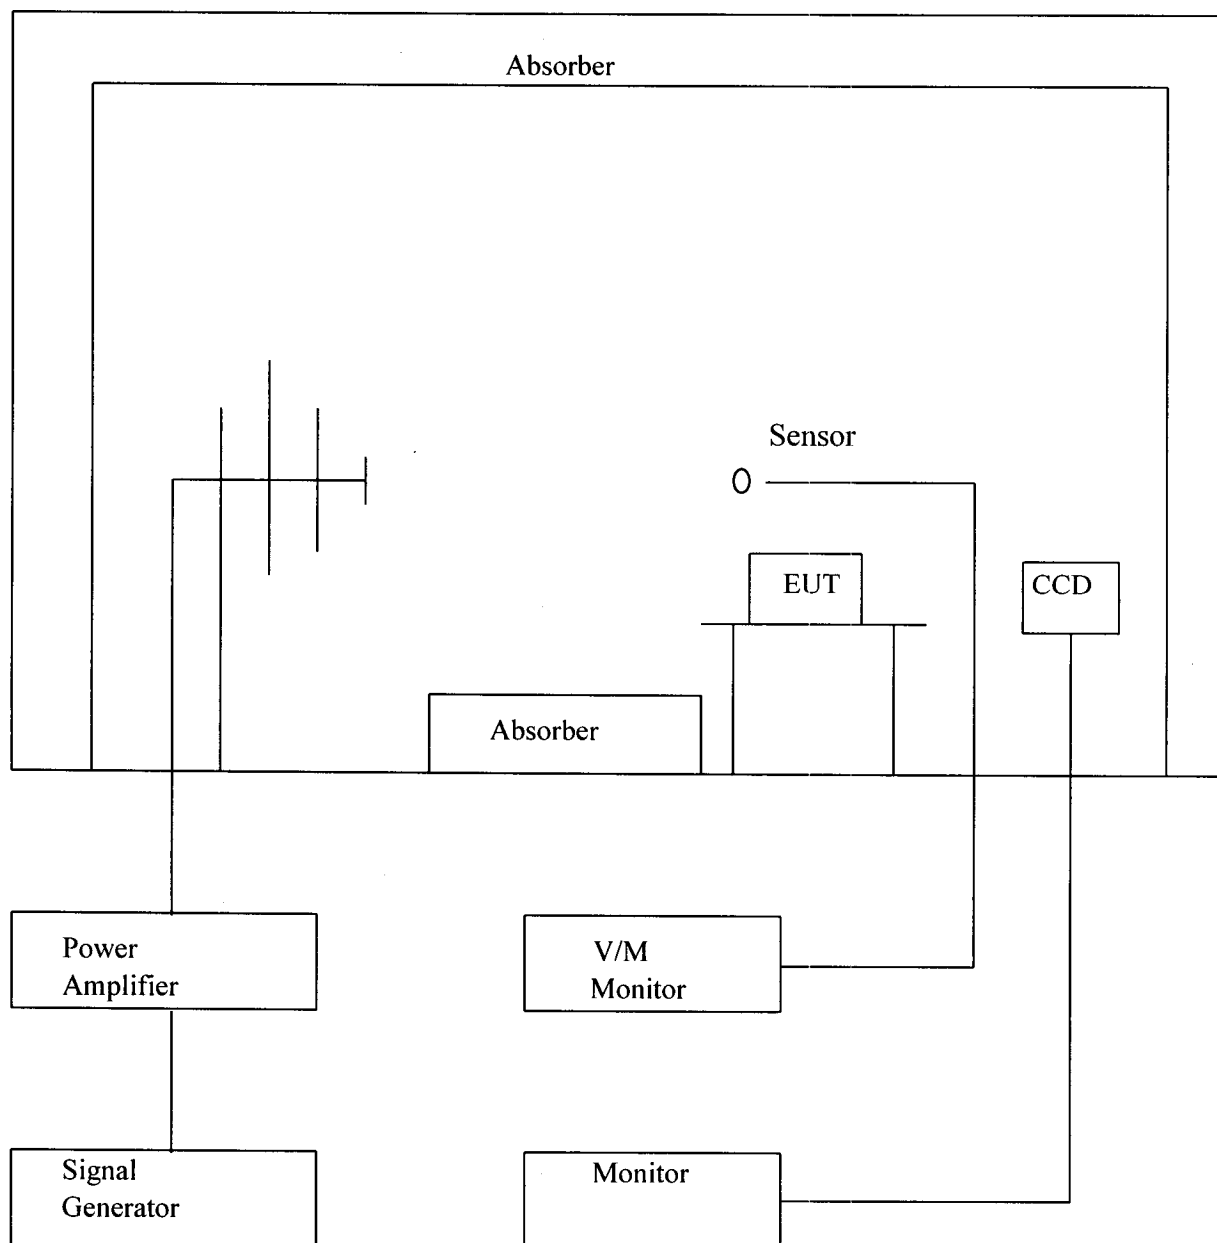 Absorber
Sensor
EUT
CCD
Absorber
Power
Amplifier
V/M
Monitor
Signal
Generator
Monitor